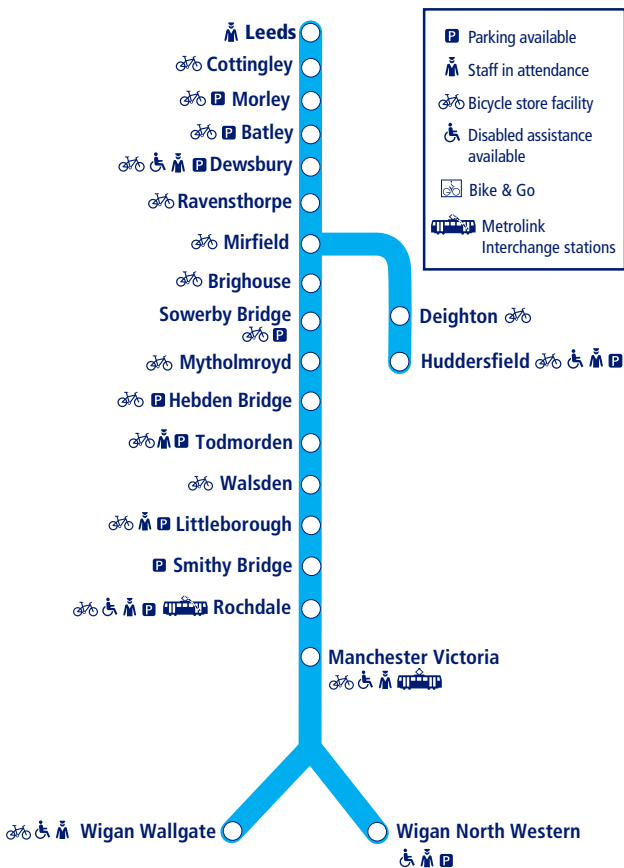 Leeds
Cottingley
P Morley
P Batley
P Dewsbury
Ravensthorpe
Mirfield
Brighouse
Sowerby Bridge
P
Mytholmroyd
P Hebden Bridge
P Todmorden
Walsden
P Littleborough
P Smithy Bridge
P Rochdale
Manchester Victoria
Wigan Wallgate
Wigan North Western
P
Deighton
Huddersfield P
P Parking available
Staff in attendance
Bicycle store facility
Disabled assistance
available
Bike & Go
Metrolink
Interchange stations